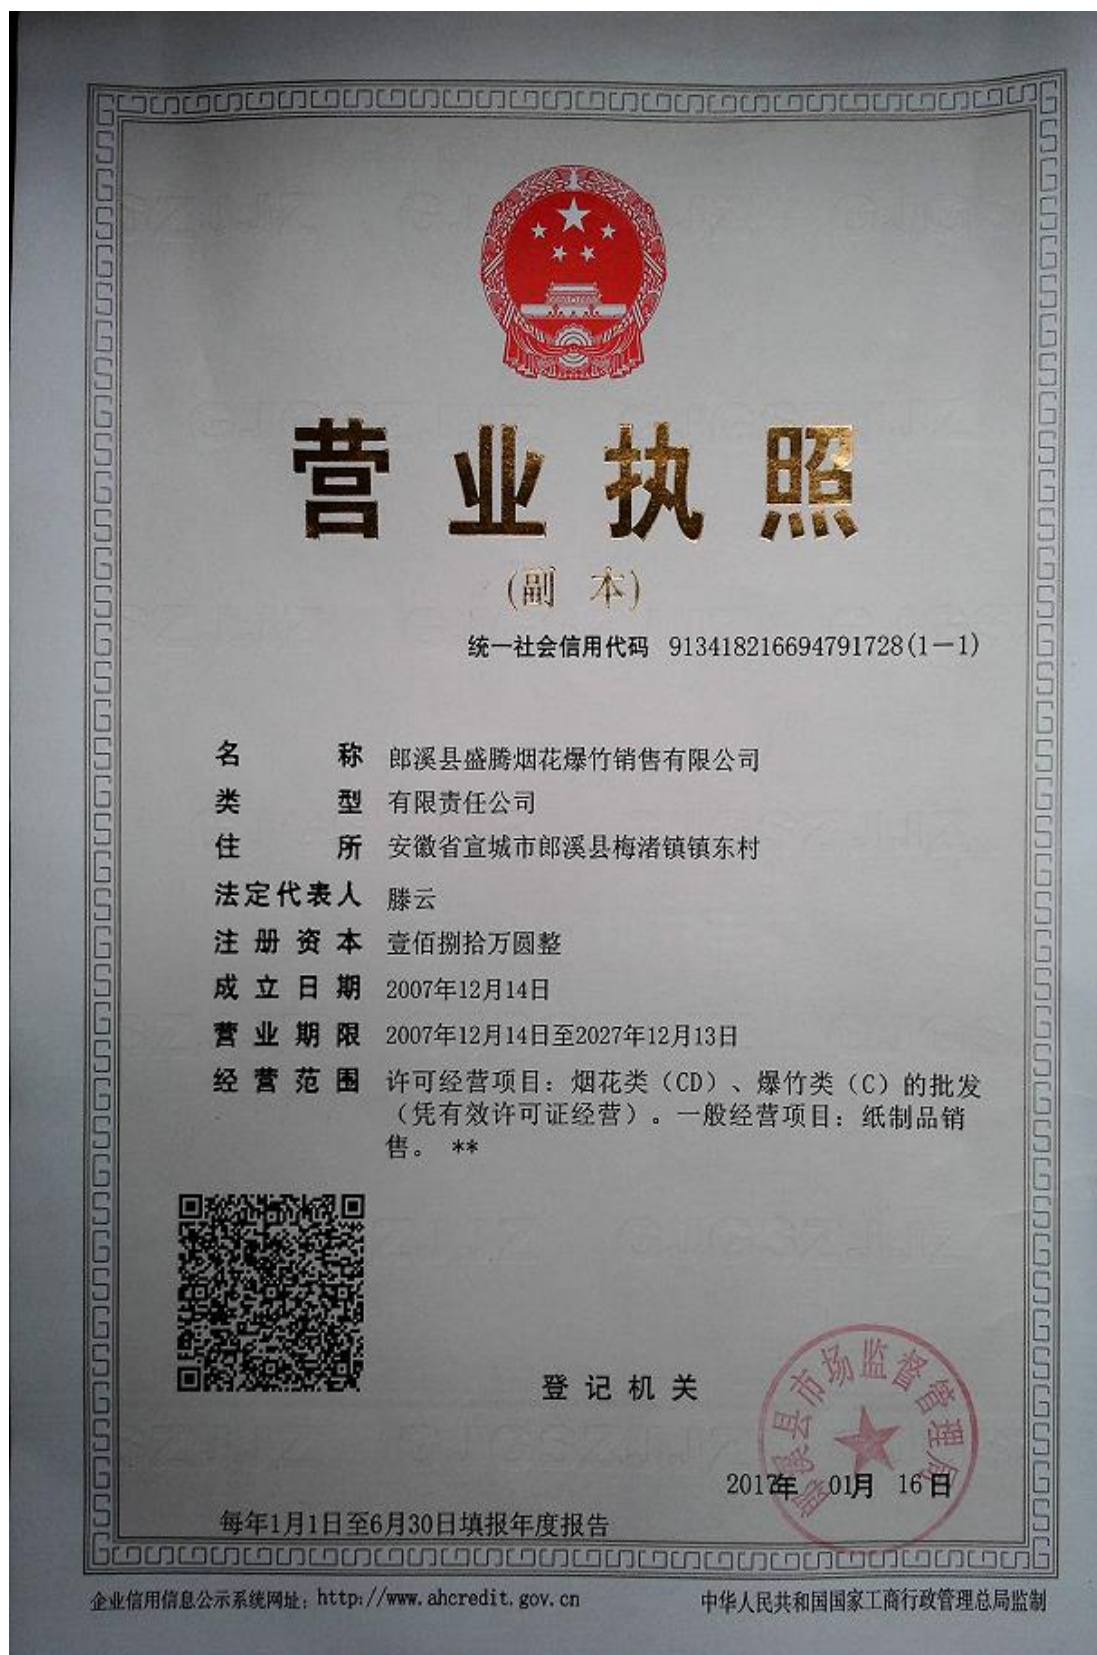 营业执照
(副 本)
统一社会信用代码 913418216694791728(1-1)
名 称 郎溪县盛腾烟花爆竹销售有限公司
类 型 有限责任公司
住 所 安徽省宣城市郎溪县梅渚镇镇东村
法定代表人 滕云
注册资本 壹佰捌拾万圆整
成立日期 2007年12月14日
营业期限 2007年12月14日至2027年12月13日
经营范围 许可经营项目：烟花类（CD）、爆竹类（C）的批发
（凭有效许可证经营）。一般经营项目：纸制品销
售。 **
登记机关
郎溪县市场监督管理局
2017年 01月 16日
每年1月1日至6月30日填报年度报告
企业信用信息公示系统网址：http://www.ahcredit.gov.cn
中华人民共和国国家工商行政管理总局监制